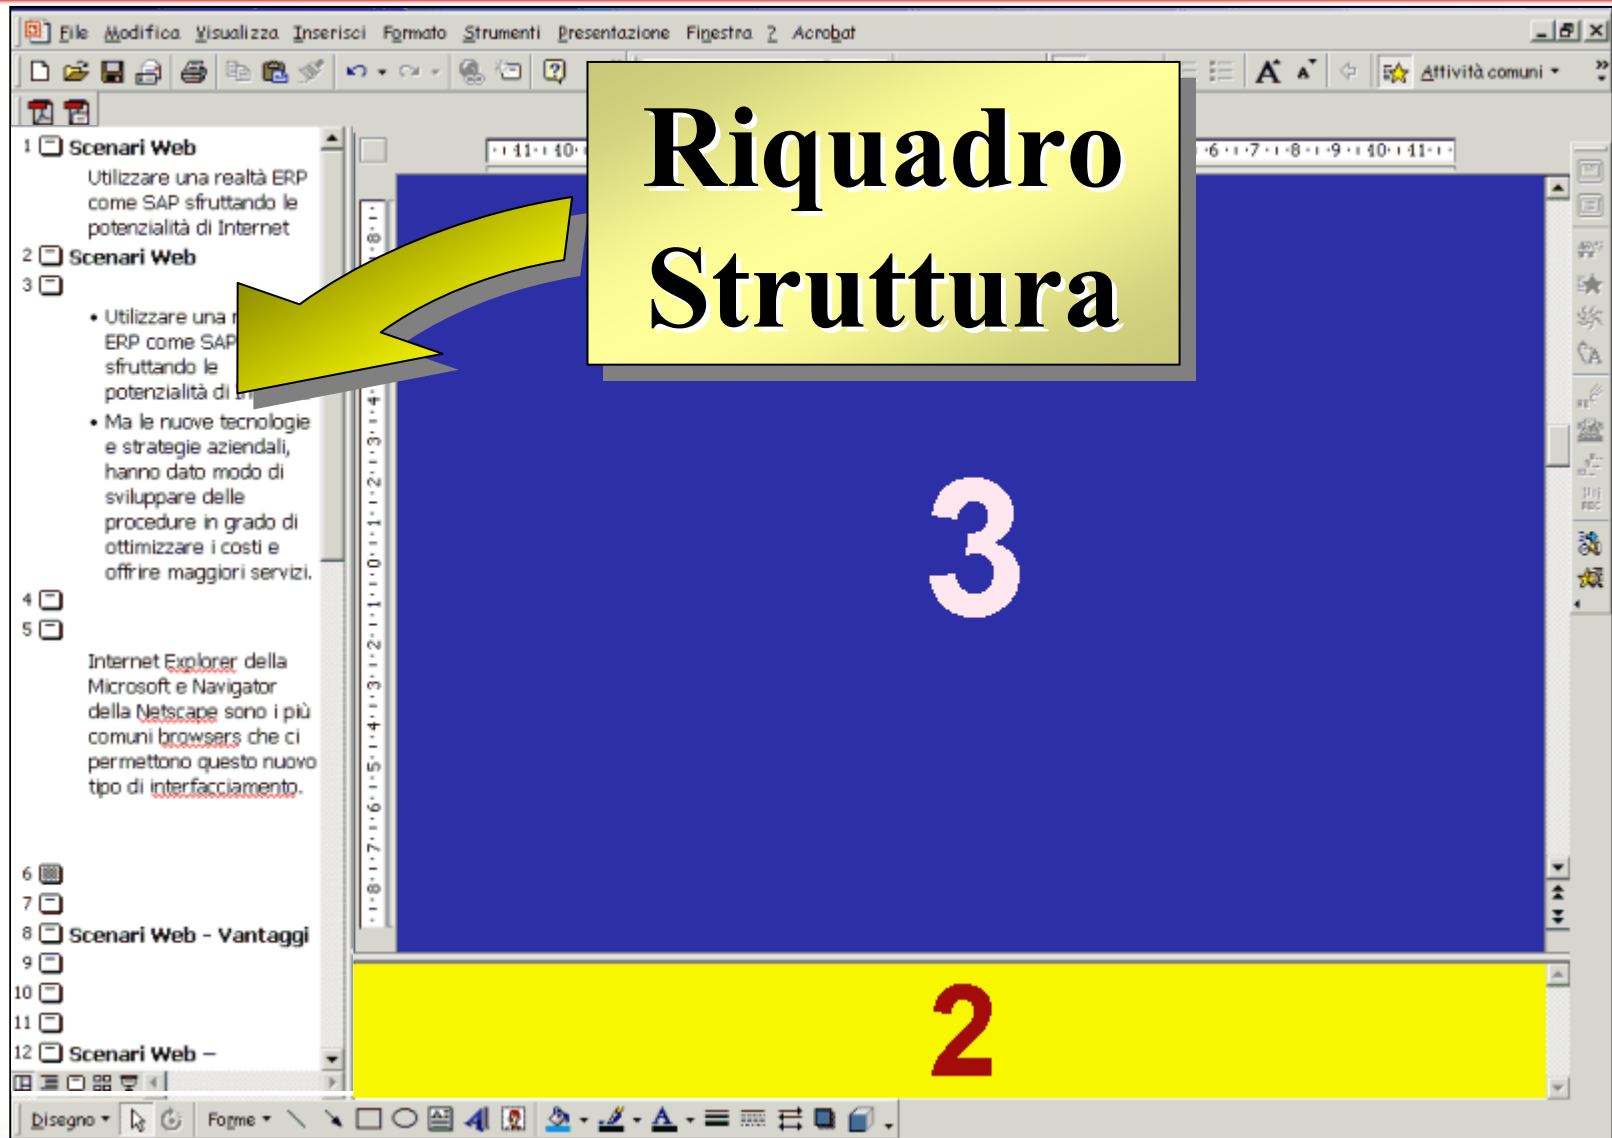 File Modifica Visualizza Inserisci Formato Strumenti Presentazione Finestra ? Acrobat
Attività comuni
Riquadro
Struttura
1 Scenari Web
Utilizzare una realtà ERP
come SAP sfruttando le
potenzialità di Internet
2 Scenari Web
3
• Utilizzare una
ERP come SAP
sfruttando le
potenzialità di
• Ma le nuove tecnologie
e strategie aziendali,
hanno dato modo di
sviluppare delle
procedure in grado di
ottimizzare i costi e
offrire maggiori servizi.
4
5
Internet Explorer della
Microsoft e Navigator
della Netscape sono i più
comuni browsers che ci
permettono questo nuovo
tipo di interfacciamento.
6
7
8 Scenari Web - Vantaggi
9
10
11
12 Scenari Web –
3
2
Disegno Forme